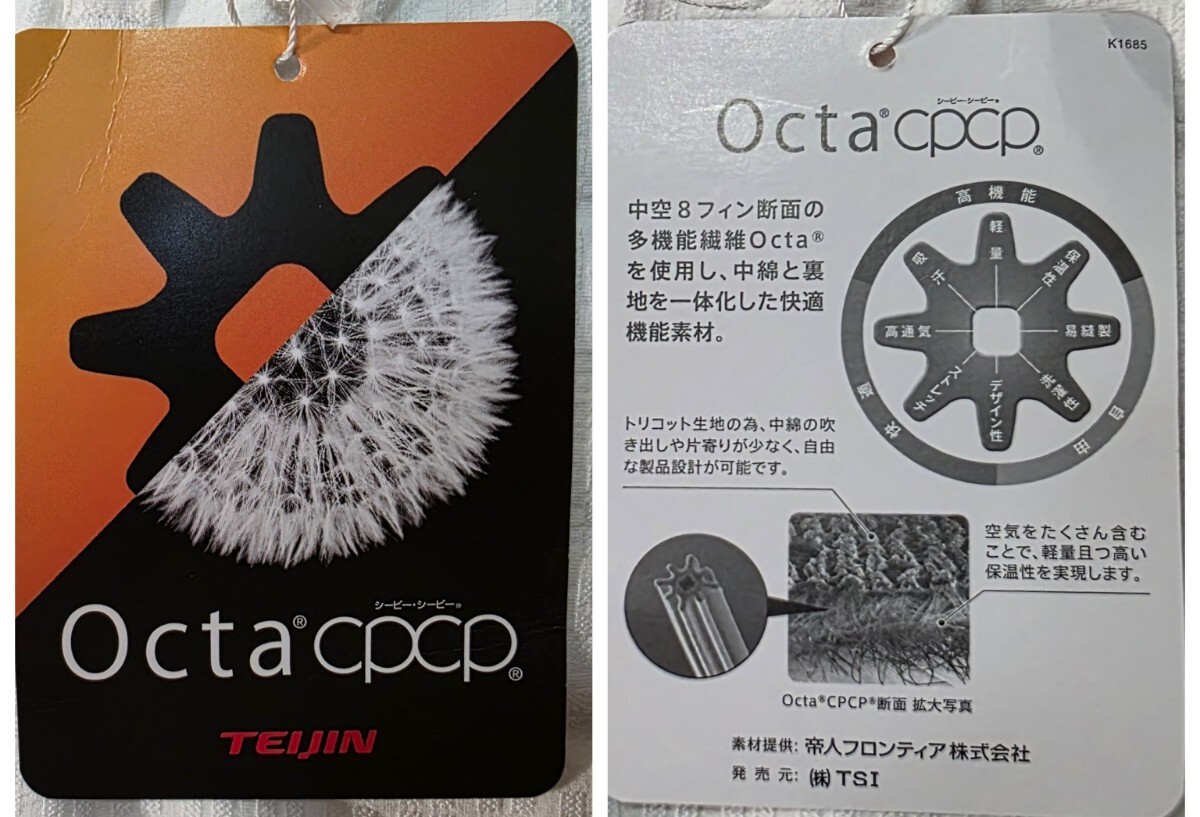 シービー・シービー®
Octa®CPCP®
TEIJIN
K1685
シービー・シービー®
Octa®CPCP®
中空8フィン断面の
多機能繊維Octa®
を使用し、中綿と裏
地を一体化した快適
機能素材。
高機能
軽量
保温性
易縫製
デザイン性
ストレッチ
高通気
吸汗
自由
快適
トリコット生地の為、中綿の吹
き出しや片寄りが少なく、自由
な製品設計が可能です。
空気をたくさん含む
ことで、軽量且つ高い
保温性を実現します。
Octa®CPCP®断面 拡大写真
素材提供: 帝人フロンティア株式会社
発売元: ㈱TSI